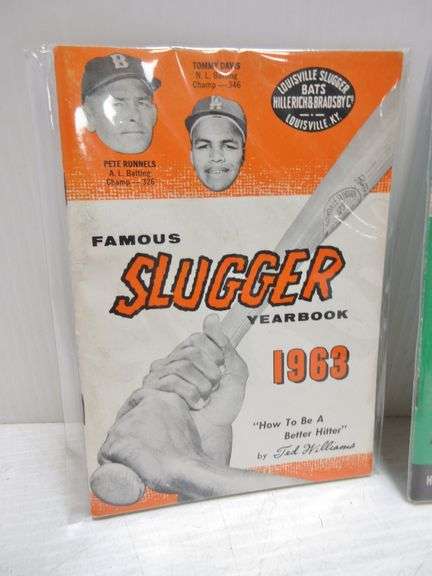 TOMMY DAVIS
N. L. Batting
Champ — 346
LOUISVILLE SLUGGER
BATS
HILLERICH & BRADSBY Co
LOUISVILLE. KY.
PETE RUNNELS
A. L. Batting
Champ — 326
FAMOUS
SLUGGER
YEARBOOK
1963
"How To Be A
Better Hitter"
by Ted Williams